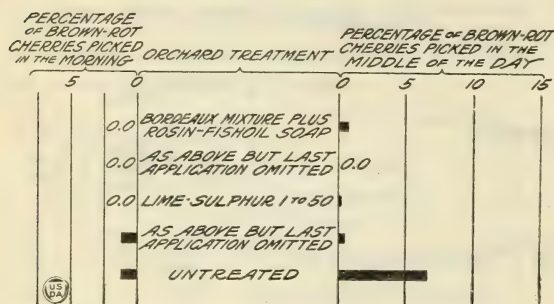 PERCENTAGE
OF BROWN-ROT
CHERRIES PICKED
IN THE MORNING
ORCHARD TREATMENT
PERCENTAGE OF BROWN-ROT
CHERRIES PICKED IN THE
MIDDLE OF THE DAY
5 0 0 5 10 15
0.0 BORDEAUX MIXTURE PLUS
ROSIN-FISHOIL SOAP
0.0 AS ABOVE BUT LAST 0.0
APPLICATION OMITTED
0.0 LIME-SULPHUR 1 TO 50
AS ABOVE BUT LAST
APPLICATION OMITTED
UNTREATED
US
DA